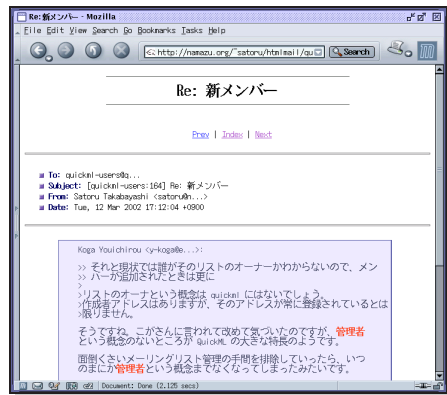 Re: 新メンバー - Mozilla
File Edit View Search Go Bookmarks Tasks Help
http://namazu.org/~satoru/htmlmail/qu Search
Re: 新メンバー
Prev | Index | Next
To: quickml-users@q...
Subject: [quickml-users:164] Re: 新メンバー
From: Satoru Takabayashi <satoru@n...>
Date: Tue, 12 Mar 2002 17:12:04 +0900
Koga Youichirou <y-koga@e...>:
>> それと現状では誰がそのリストのオーナーかわからないので、メン
>> バーが追加されたときは更に
>
>リストのオーナという概念は quickml にはないでしょう。
>作成者アドレスはありますが、そのアドレスが常に登録されているとは
>限りません。
そうですね。こがさんに言われて改めて気づいたのですが、管理者
という概念のないところが QuickML の大きな特長のようです。
面倒くさいメーリングリスト管理の手間を排除していったら、いつ
のまにか管理者という概念までなくなってしまったみたいです。
Document: Done (2.125 secs)